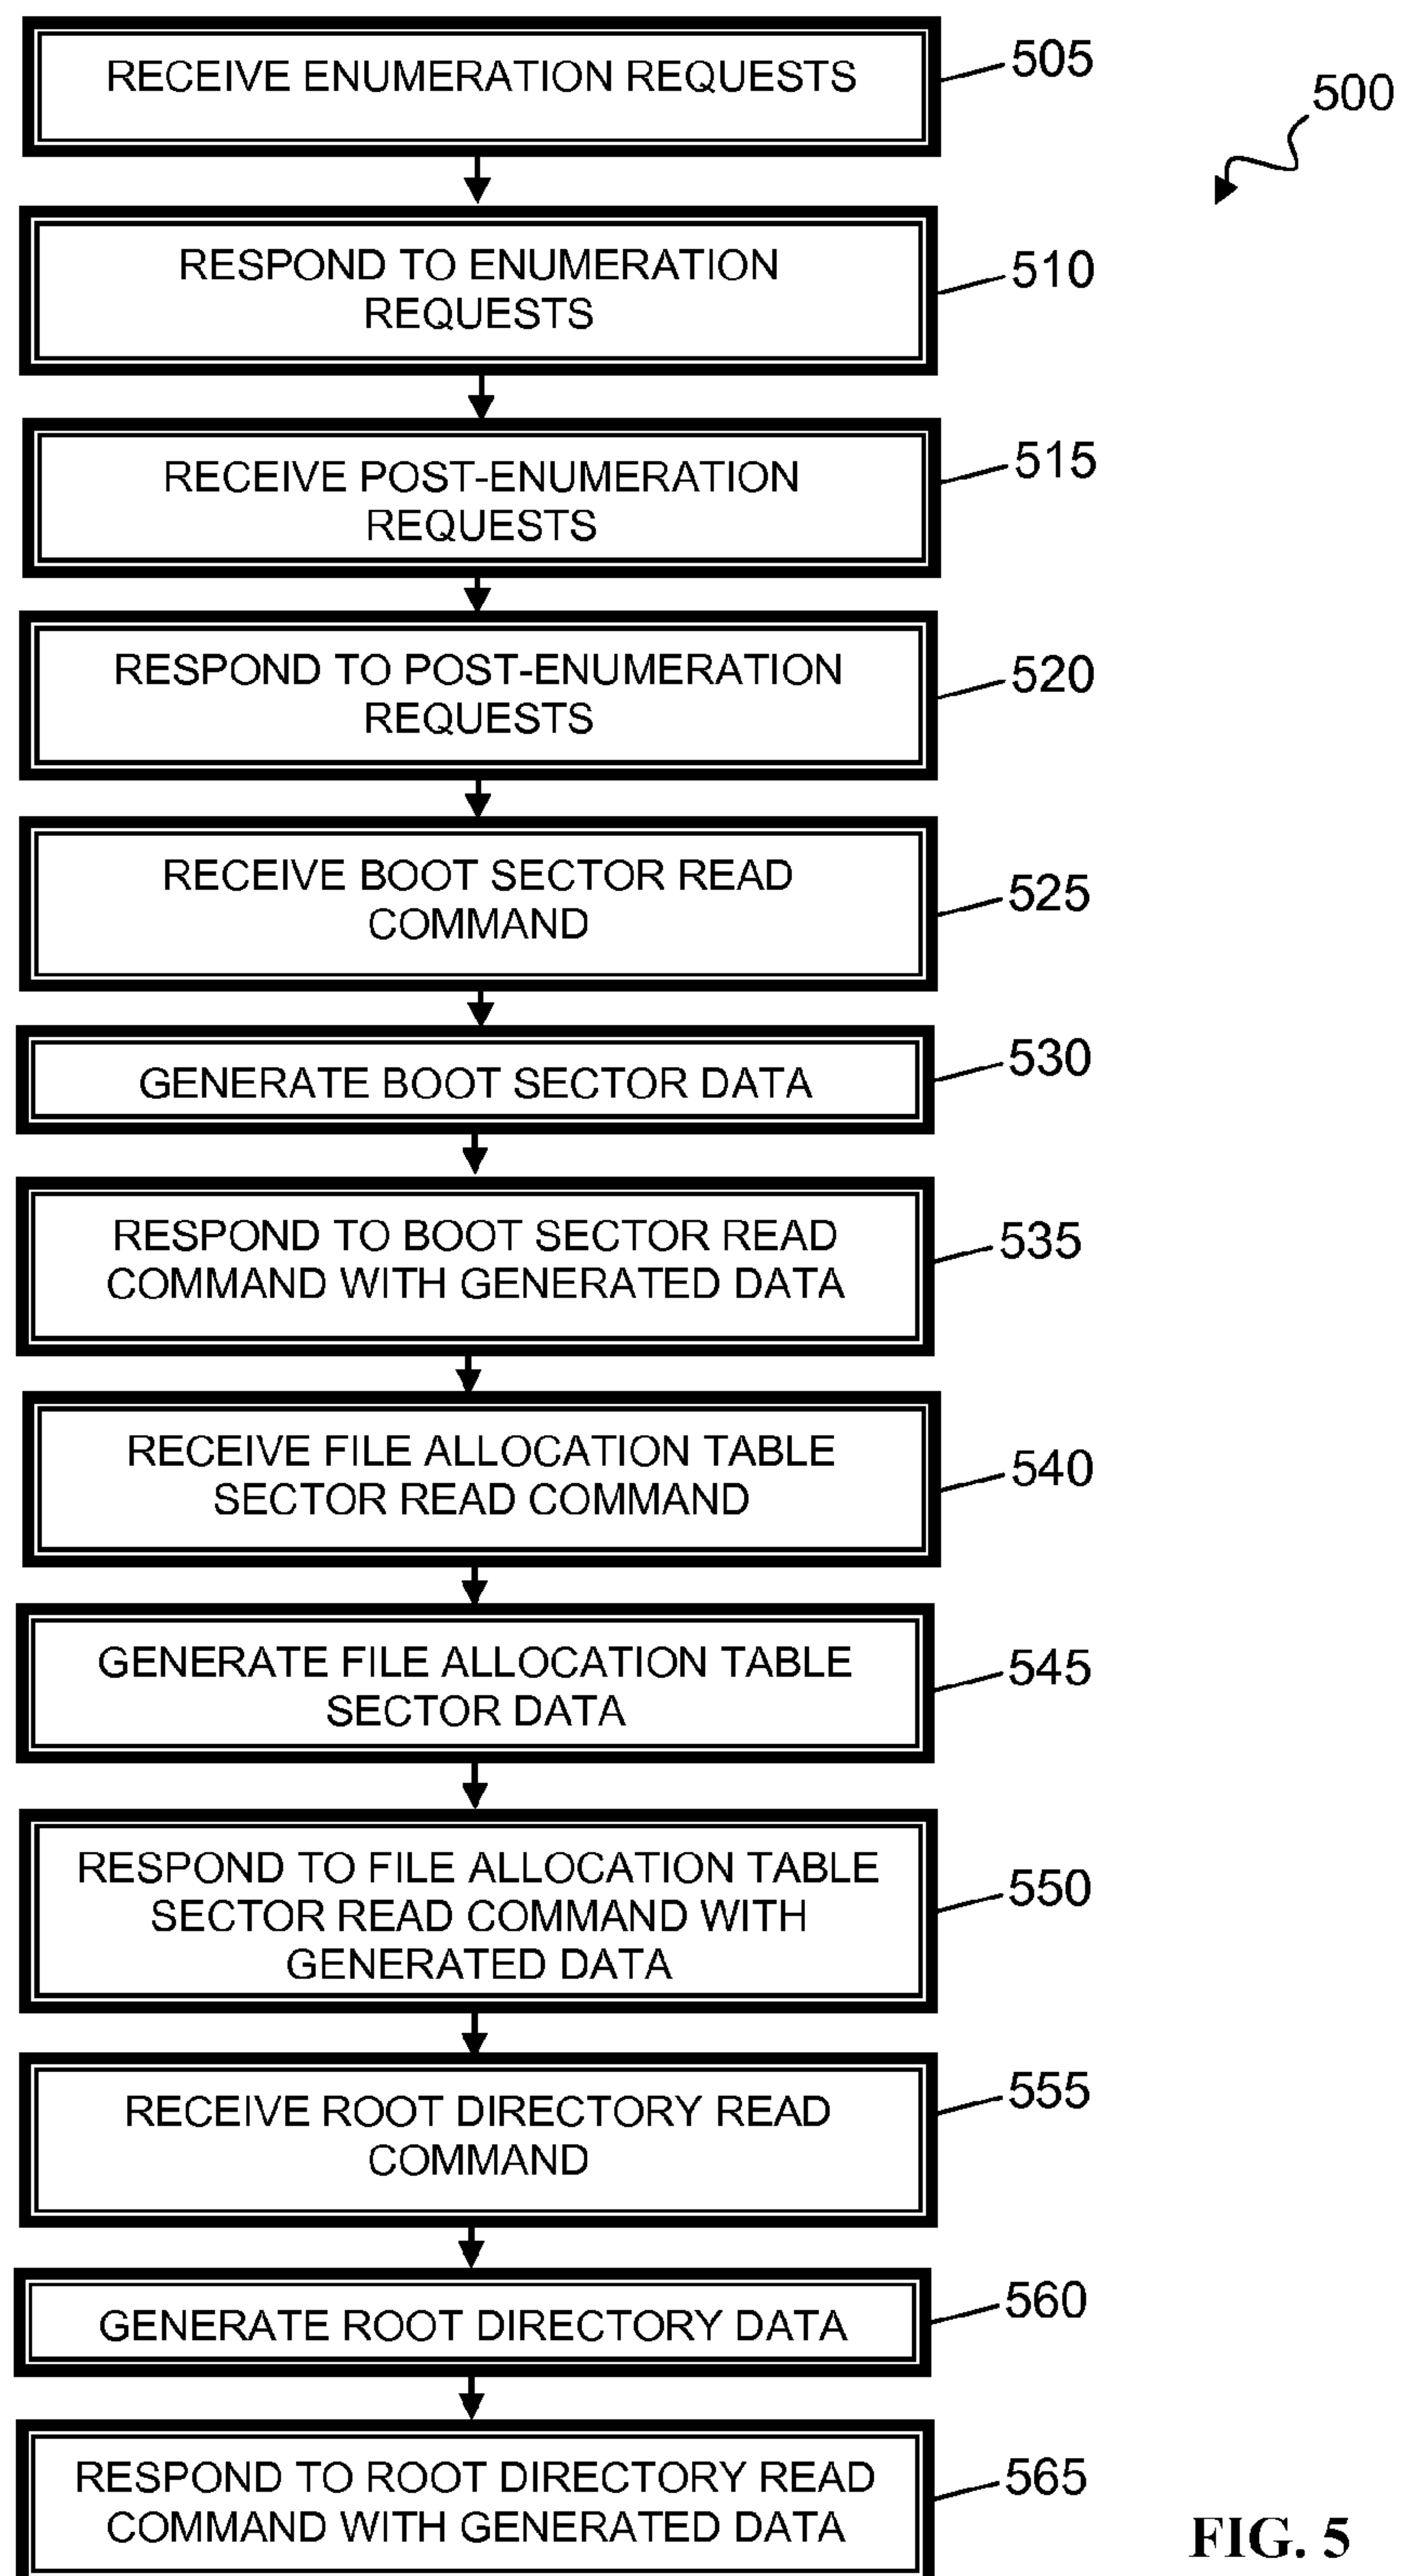 RECEIVE ENUMERATION REQUESTS
505
500
RESPOND TO ENUMERATION
REQUESTS
510
RECEIVE POST-ENUMERATION
REQUESTS
515
RESPOND TO POST-ENUMERATION
REQUESTS
520
RECEIVE BOOT SECTOR READ
COMMAND
525
GENERATE BOOT SECTOR DATA
530
RESPOND TO BOOT SECTOR READ
COMMAND WITH GENERATED DATA
535
RECEIVE FILE ALLOCATION TABLE
SECTOR READ COMMAND
540
GENERATE FILE ALLOCATION TABLE
SECTOR DATA
545
RESPOND TO FILE ALLOCATION TABLE
SECTOR READ COMMAND WITH
GENERATED DATA
550
RECEIVE ROOT DIRECTORY READ
COMMAND
555
GENERATE ROOT DIRECTORY DATA
560
RESPOND TO ROOT DIRECTORY READ
COMMAND WITH GENERATED DATA
565
FIG. 5